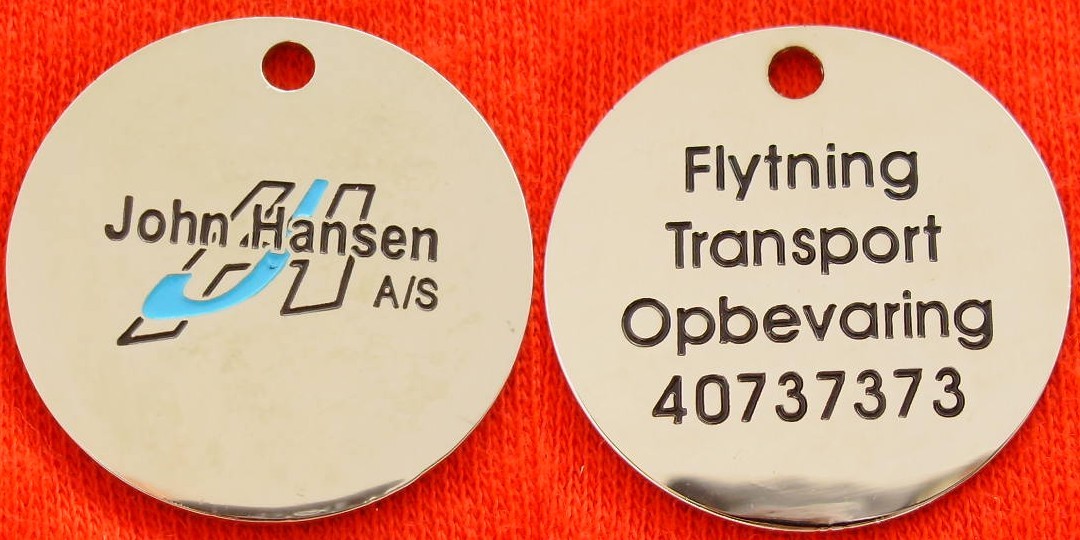 John Hansen
A/S
Flytning
Transport
Opbevaring
40737373